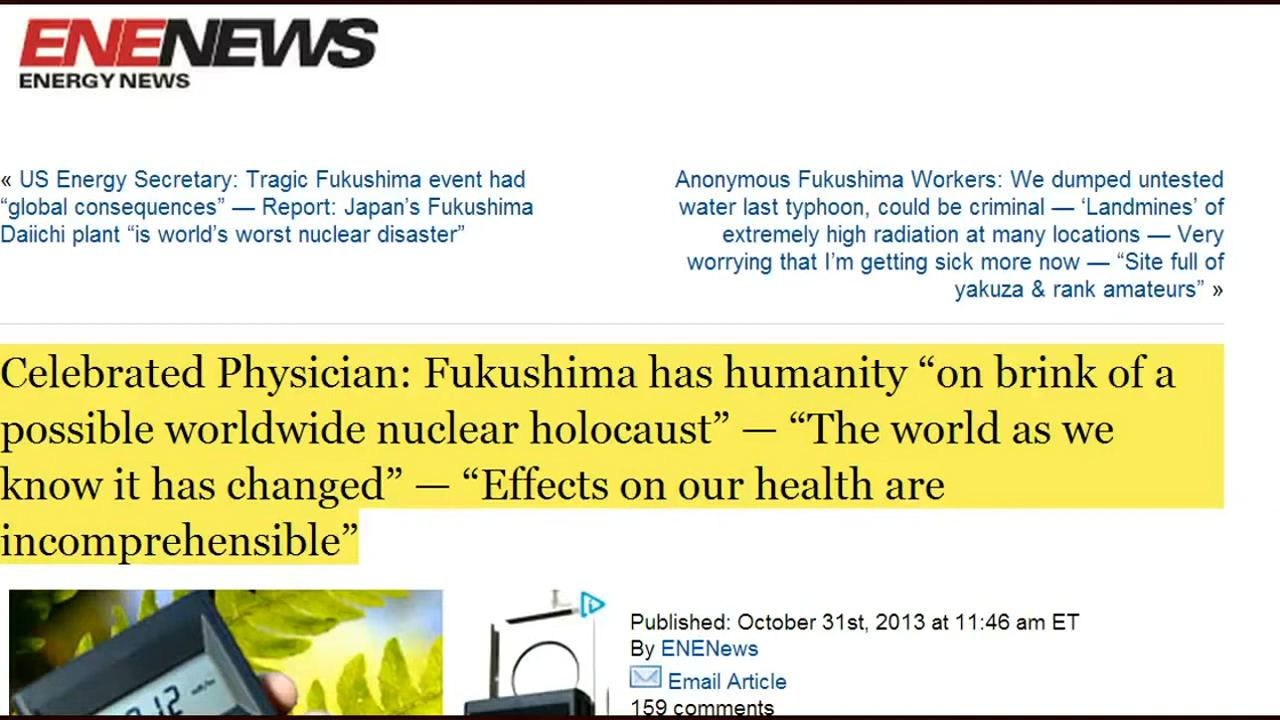 ENENEWS
ENERGY NEWS
« US Energy Secretary: Tragic Fukushima event had
“global consequences” — Report: Japan’s Fukushima
Daiichi plant “is world’s worst nuclear disaster”
Anonymous Fukushima Workers: We dumped untested
water last typhoon, could be criminal — ‘Landmines’ of
extremely high radiation at many locations — Very
worrying that I’m getting sick more now — “Site full of
yakuza & rank amateurs” »
Celebrated Physician: Fukushima has humanity “on brink of a
possible worldwide nuclear holocaust” — “The world as we
know it has changed” — “Effects on our health are
incomprehensible”
Published: October 31st, 2013 at 11:46 am ET
By ENENews
Email Article
159 comments